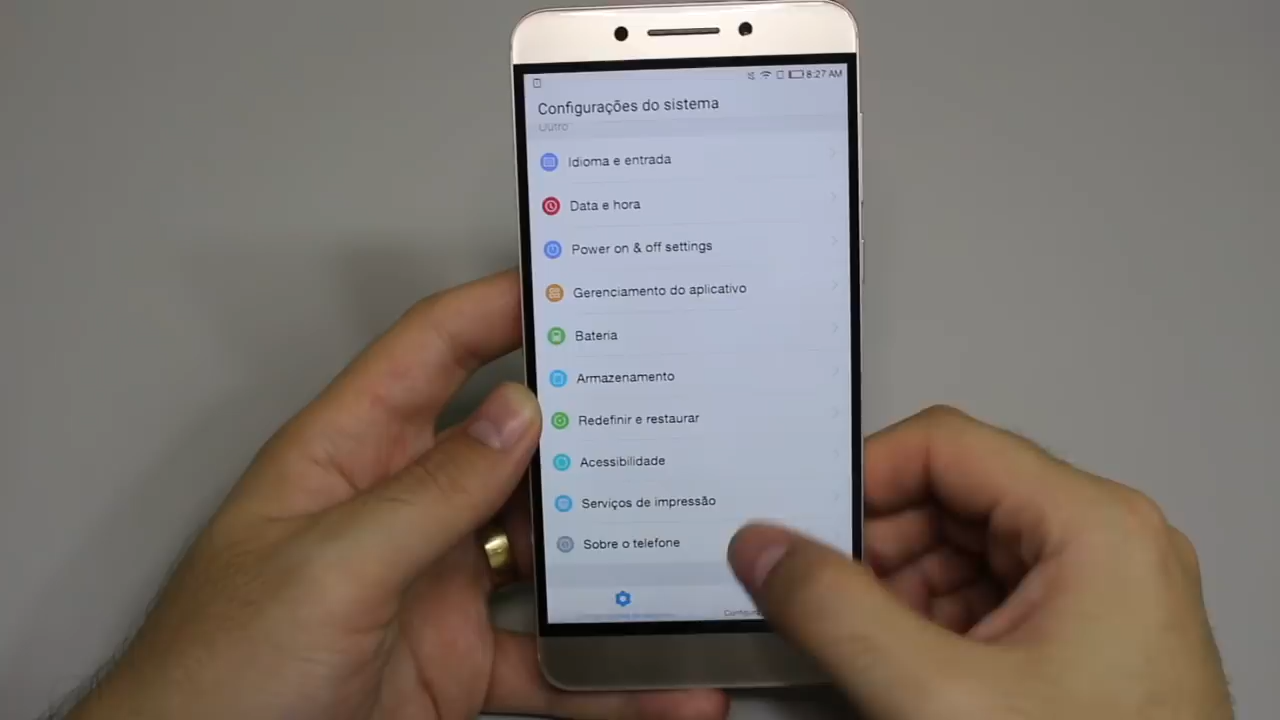 8:27 AM
Configurações do sistema
Outro
Idioma e entrada
Data e hora
Power on & off settings
Gerenciamento do aplicativo
Bateria
Armazenamento
Redefinir e restaurar
Acessibilidade
Serviços de impressão
Sobre o telefone